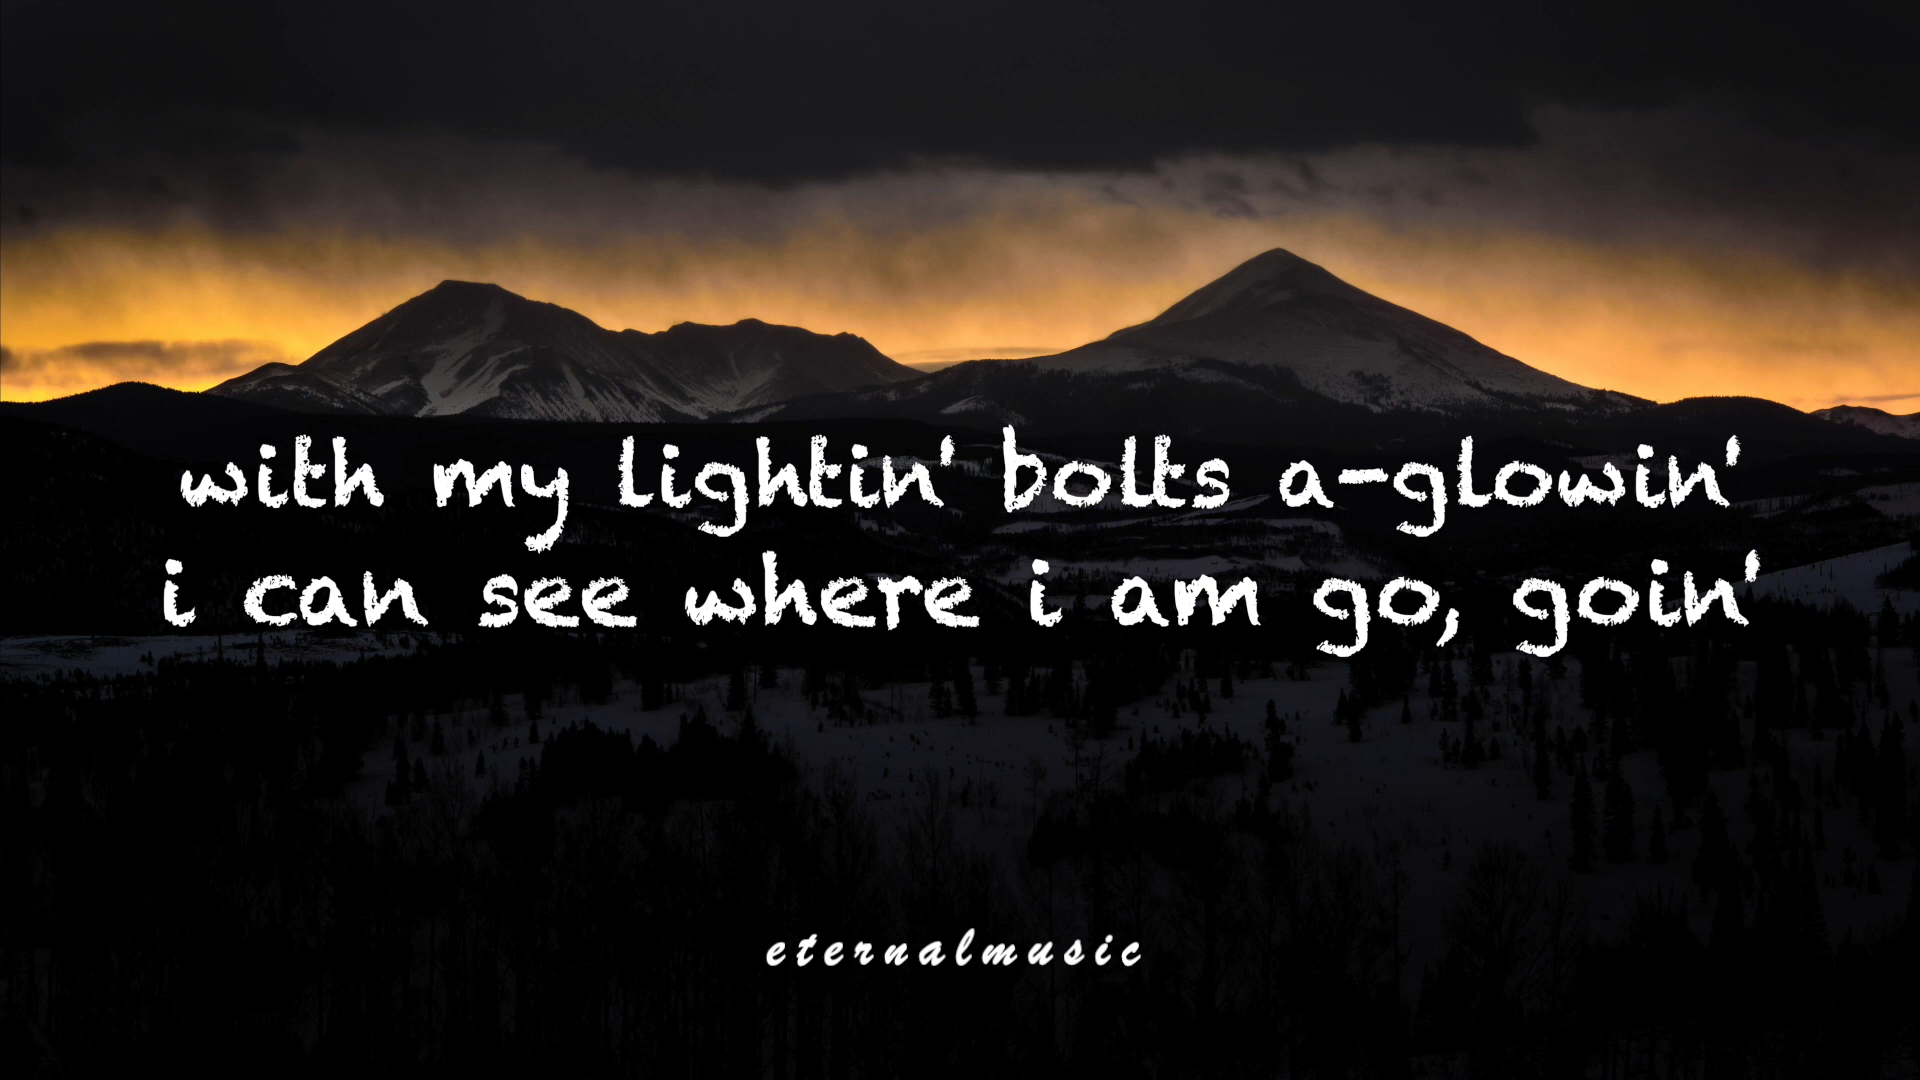 with my lightin' bolts a-glowin'
i can see where i am go, goin'
eternalmusic